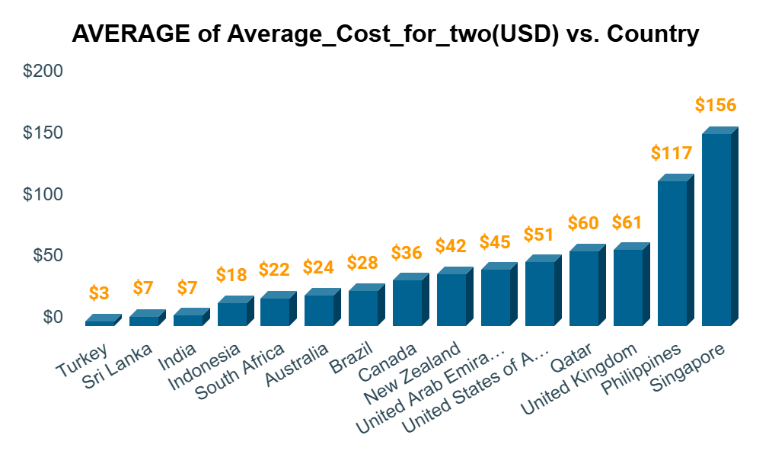 AVERAGE of Average_Cost_for_two(USD) vs. Country
$200
$150
$100
$50
$0
$3
$7
$7
$18
$22
$24
$28
$36
$42
$45
$51
$60
$61
$117
$156
Turkey
Sri Lanka
India
Indonesia
South Africa
Australia
Brazil
Canada
New Zealand
United Arab Emira…
United States of A…
Qatar
United Kingdom
Philippines
Singapore